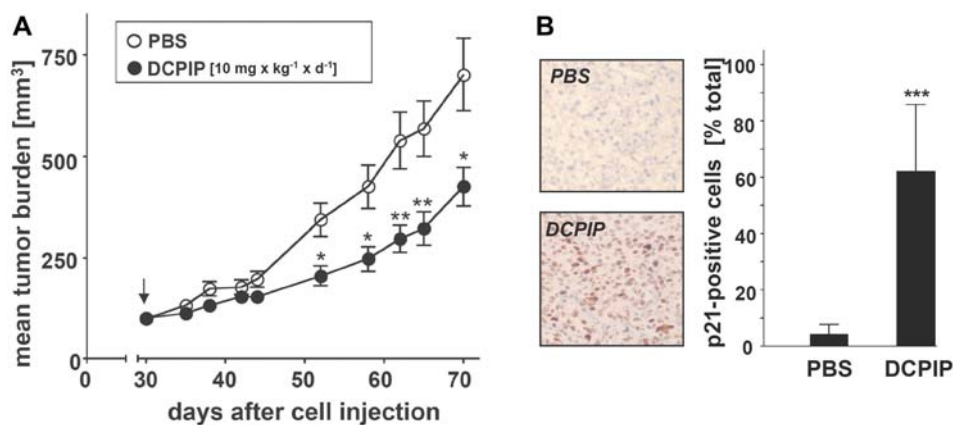 A
PBS
DCPIP [10 mg x kg⁻¹ x d⁻¹]
mean tumor burden [mm³]
750
500
250
0
* ** ** * *
0 30 40 50 60 70
days after cell injection
B
PBS
DCPIP
p21-positive cells [% total]
100
80
60
40
20
0
***
PBS DCPIP